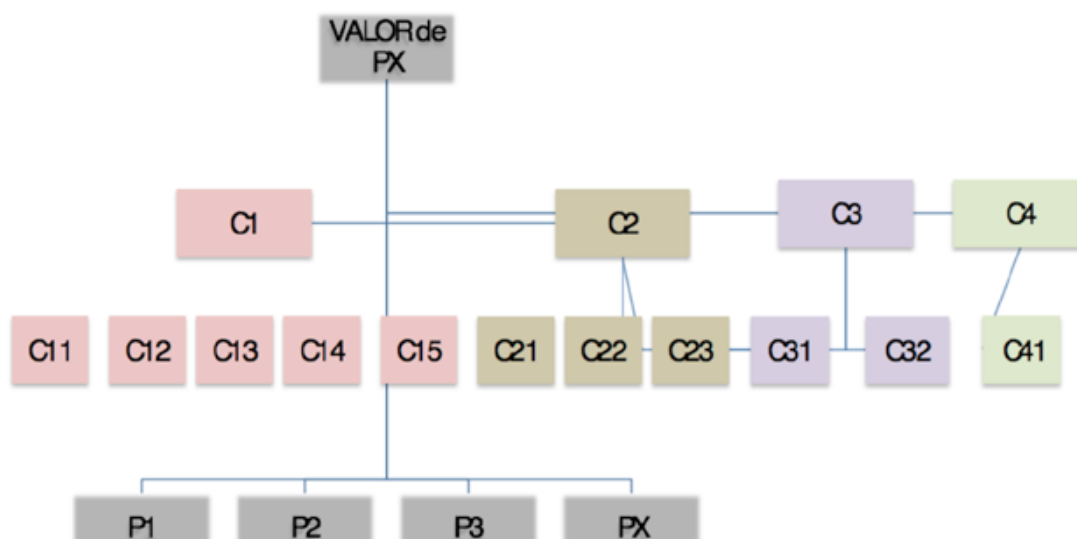 VALOR de
PX
C1
C2
C3
C4
C11
C12
C13
C14
C15
C21
C22
C23
C31
C32
C41
P1
P2
P3
PX